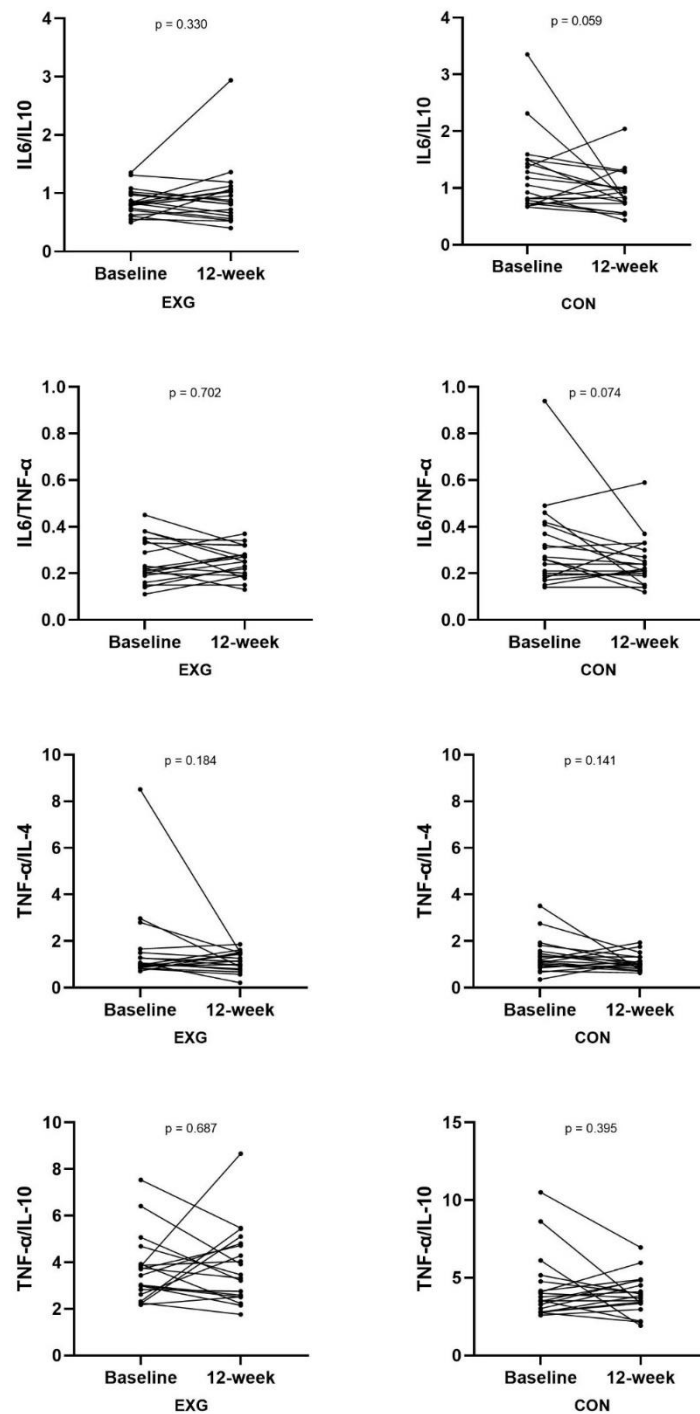 p = 0.330
IL6/IL10
4
3
2
1
0
Baseline 12-week
EXG
p = 0.059
IL6/IL10
4
3
2
1
0
Baseline 12-week
CON
p = 0.702
IL6/TNF-α
1.0
0.8
0.6
0.4
0.2
0.0
Baseline 12-week
EXG
p = 0.074
IL6/TNF-α
1.0
0.8
0.6
0.4
0.2
0.0
Baseline 12-week
CON
p = 0.184
TNF-α/IL-4
10
8
6
4
2
0
Baseline 12-week
EXG
p = 0.141
TNF-α/IL-4
10
8
6
4
2
0
Baseline 12-week
CON
p = 0.687
TNF-α/IL-10
10
8
6
4
2
0
Baseline 12-week
EXG
p = 0.395
TNF-α/IL-10
15
10
5
0
Baseline 12-week
CON